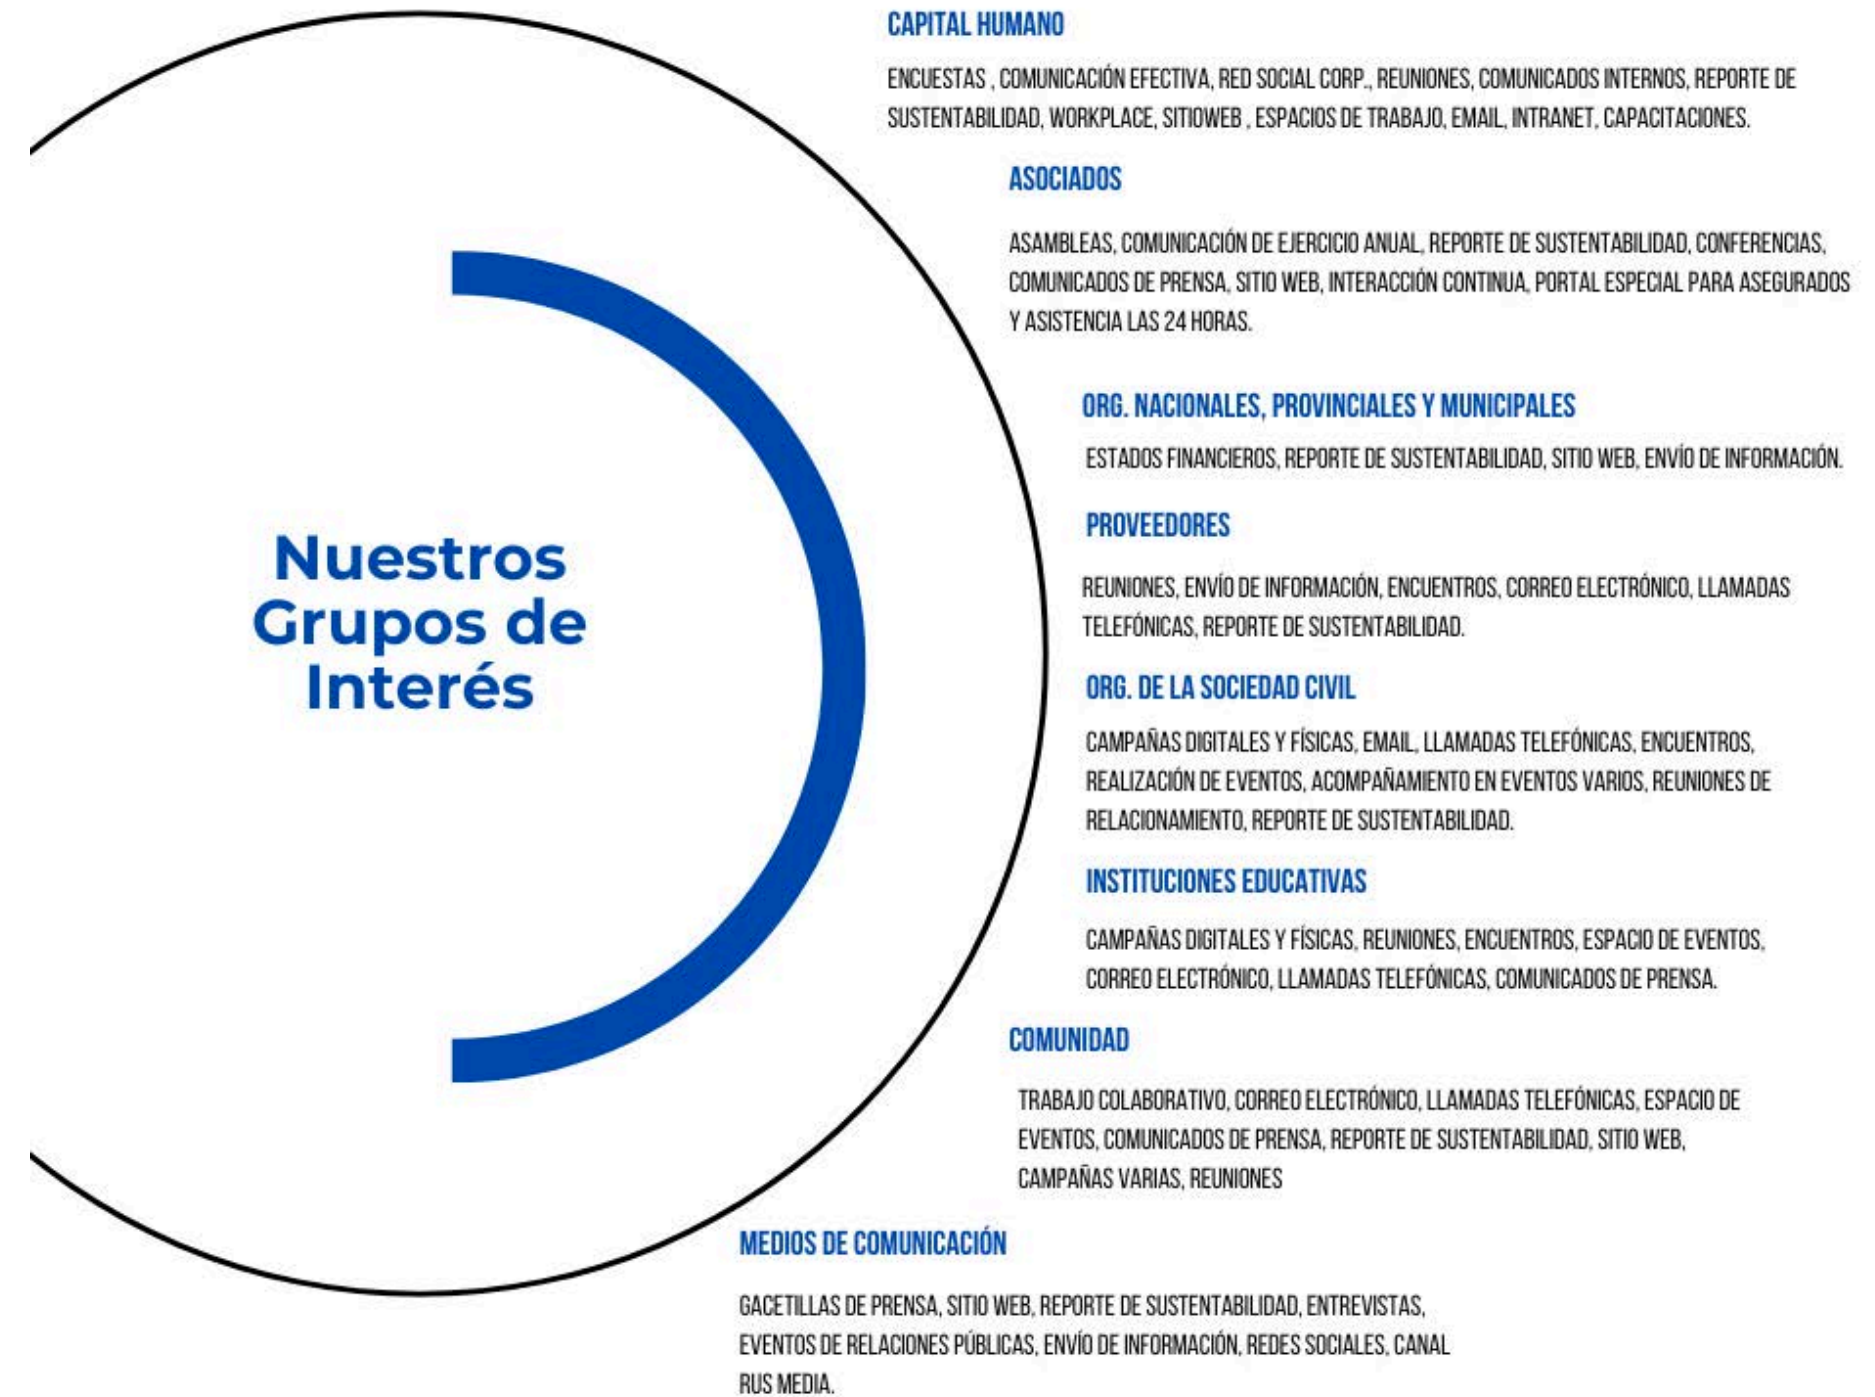 CAPITAL HUMANO
ENCUESTAS , COMUNICACIÓN EFECTIVA, RED SOCIAL CORP., REUNIONES, COMUNICADOS INTERNOS, REPORTE DE
SUSTENTABILIDAD, WORKPLACE, SITIOWEB , ESPACIOS DE TRABAJO, EMAIL, INTRANET, CAPACITACIONES.
ASOCIADOS
ASAMBLEAS, COMUNICACIÓN DE EJERCICIO ANUAL, REPORTE DE SUSTENTABILIDAD, CONFERENCIAS,
COMUNICADOS DE PRENSA, SITIO WEB, INTERACCIÓN CONTINUA, PORTAL ESPECIAL PARA ASEGURADOS
Y ASISTENCIA LAS 24 HORAS.
ORG. NACIONALES, PROVINCIALES Y MUNICIPALES
ESTADOS FINANCIEROS, REPORTE DE SUSTENTABILIDAD, SITIO WEB, ENVÍO DE INFORMACIÓN.
PROVEEDORES
REUNIONES, ENVÍO DE INFORMACIÓN, ENCUENTROS, CORREO ELECTRÓNICO, LLAMADAS
TELEFÓNICAS, REPORTE DE SUSTENTABILIDAD.
ORG. DE LA SOCIEDAD CIVIL
CAMPAÑAS DIGITALES Y FÍSICAS, EMAIL, LLAMADAS TELEFÓNICAS, ENCUENTROS,
REALIZACIÓN DE EVENTOS, ACOMPAÑAMIENTO EN EVENTOS VARIOS, REUNIONES DE
RELACIONAMIENTO, REPORTE DE SUSTENTABILIDAD.
INSTITUCIONES EDUCATIVAS
CAMPAÑAS DIGITALES Y FÍSICAS, REUNIONES, ENCUENTROS, ESPACIO DE EVENTOS,
CORREO ELECTRÓNICO, LLAMADAS TELEFÓNICAS, COMUNICADOS DE PRENSA.
COMUNIDAD
TRABAJO COLABORATIVO, CORREO ELECTRÓNICO, LLAMADAS TELEFÓNICAS, ESPACIO DE
EVENTOS, COMUNICADOS DE PRENSA, REPORTE DE SUSTENTABILIDAD, SITIO WEB,
CAMPAÑAS VARIAS, REUNIONES
MEDIOS DE COMUNICACIÓN
GACETILLAS DE PRENSA, SITIO WEB, REPORTE DE SUSTENTABILIDAD, ENTREVISTAS,
EVENTOS DE RELACIONES PÚBLICAS, ENVÍO DE INFORMACIÓN, REDES SOCIALES, CANAL
RUS MEDIA.
Nuestros
Grupos de
Interés